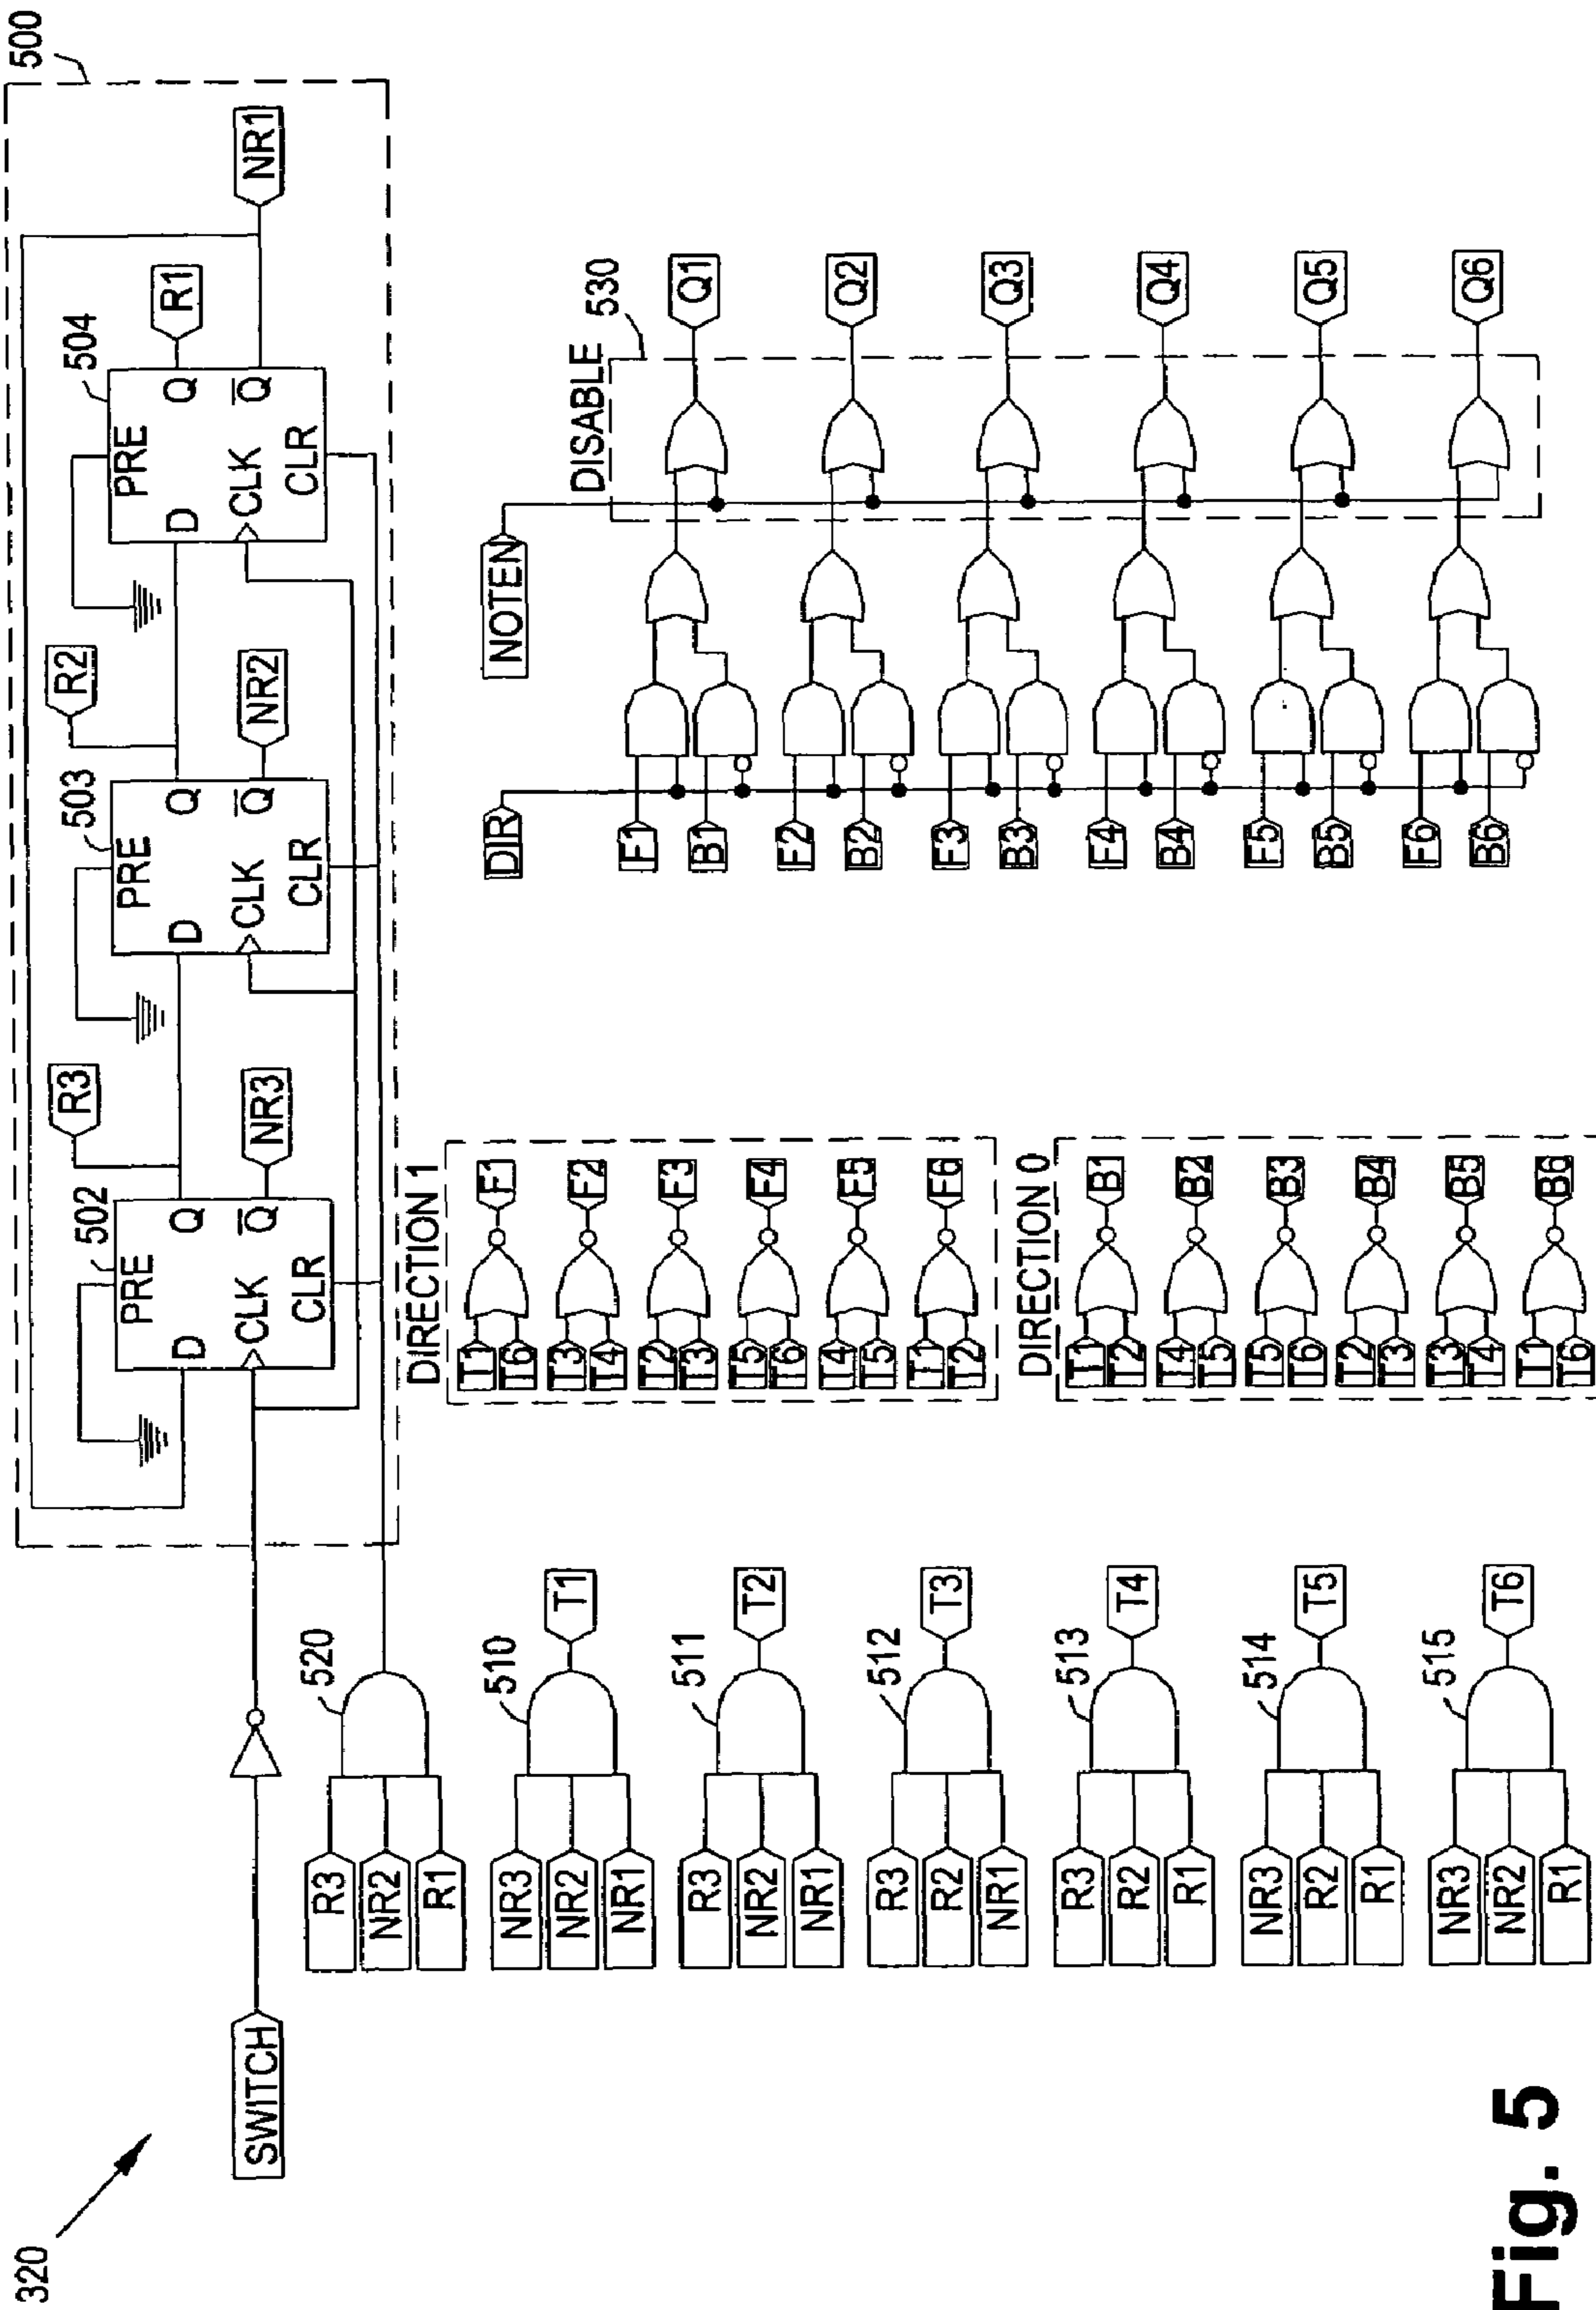 320
SWITCH
500
502
PRE
D
Q
CLK
Q
CLR
R3
NR3
503
PRE
D
Q
CLK
Q
CLR
R2
NR2
504
PRE
D
Q
CLK
Q
CLR
R1
NR1
R3
NR2
R1
520
NR3
NR2
NR1
510
T1
R3
NR2
NR1
511
T2
R3
R2
NR1
512
T3
R3
R2
R1
513
T4
NR3
R2
R1
514
T5
NR3
NR2
R1
515
T6
DIRECTION 1
T1
T6
F1
T3
T4
F2
T2
T3
F3
T5
T6
F4
T4
T5
F5
T1
T2
F6
DIRECTION 0
T1
T2
B1
T4
T5
B2
T5
T6
B3
T2
T3
B4
T3
T4
B5
T1
T6
B6
DIR
NOTEN
DISABLE
530
F1
B1
Q1
F2
B2
Q2
F3
B3
Q3
F4
B4
Q4
F5
B5
Q5
F6
B6
Q6
Fig. 5